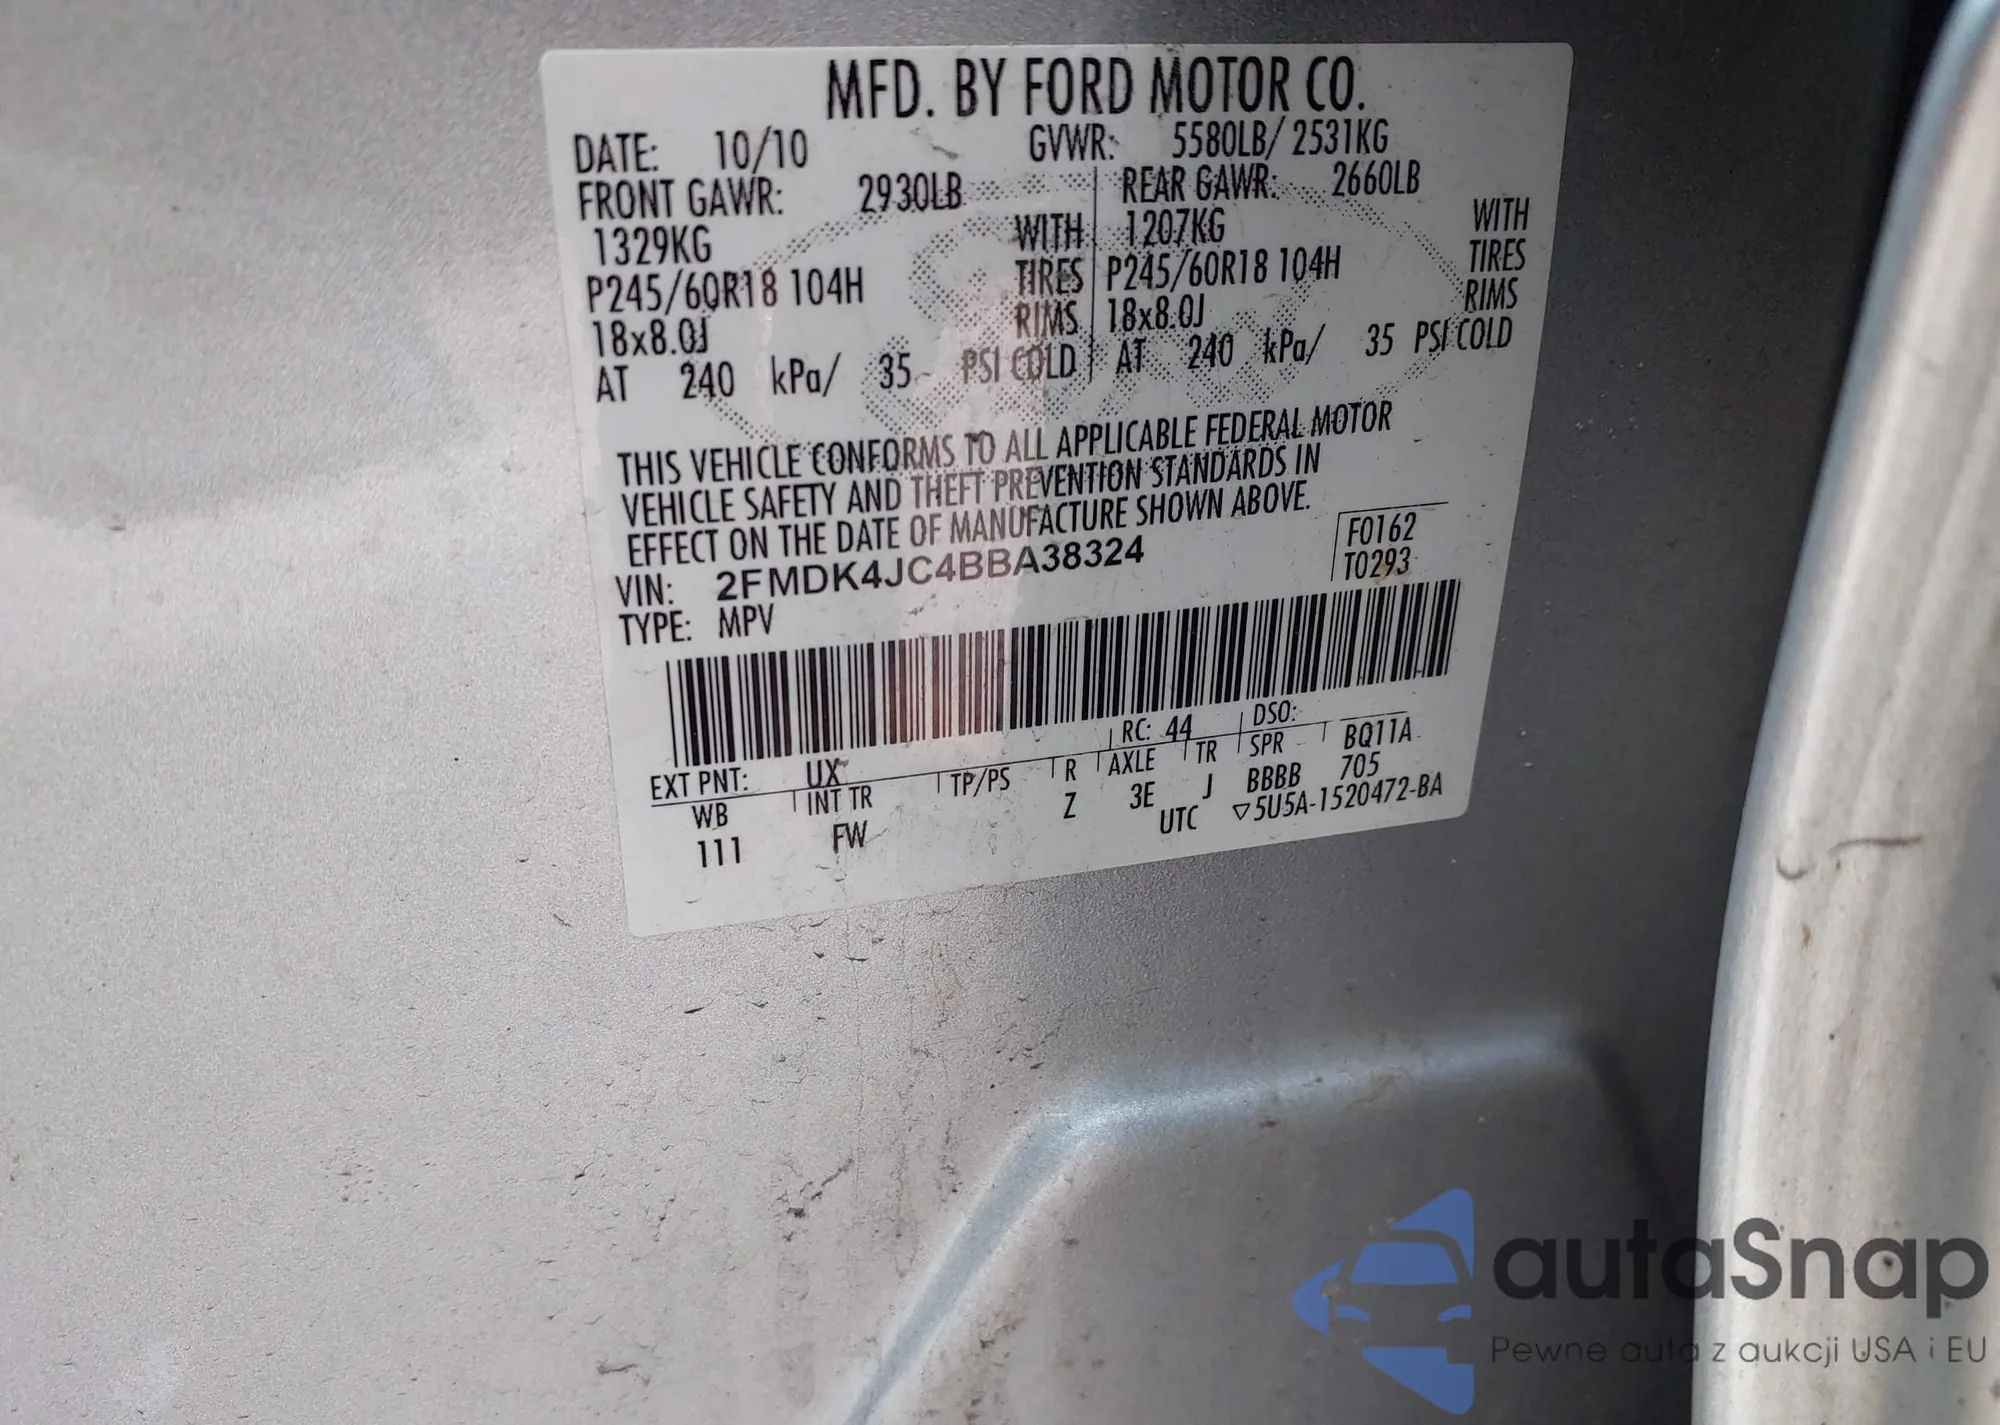 MFD. BY FORD MOTOR CO.
DATE: 10/10 GVWR: 5580LB/ 2531KG
FRONT GAWR: 2930LB REAR GAWR: 2660LB
1329KG WITH 1207KG WITH
P245/60R18 104H TIRES P245/60R18 104H TIRES
18x8.0J RIMS 18x8.0J RIMS
AT 240 kPa/ 35 PSI COLD AT 240 kPa/ 35 PSI COLD
THIS VEHICLE CONFORMS TO ALL APPLICABLE FEDERAL MOTOR
VEHICLE SAFETY AND THEFT PREVENTION STANDARDS IN
EFFECT ON THE DATE OF MANUFACTURE SHOWN ABOVE.
VIN: 2FMDK4JC4BBA38324 F0162
TYPE: MPV T0293
RC: 44 DSO:
EXT PNT: UX
WB INT TR TP/PS R AXLE TR SPR BQ11A
111 FW Z 3E J BBBB 705
UTC ▽5U5A-1520472-BA
autaSnap
Pewne auta z aukcji USA i EU